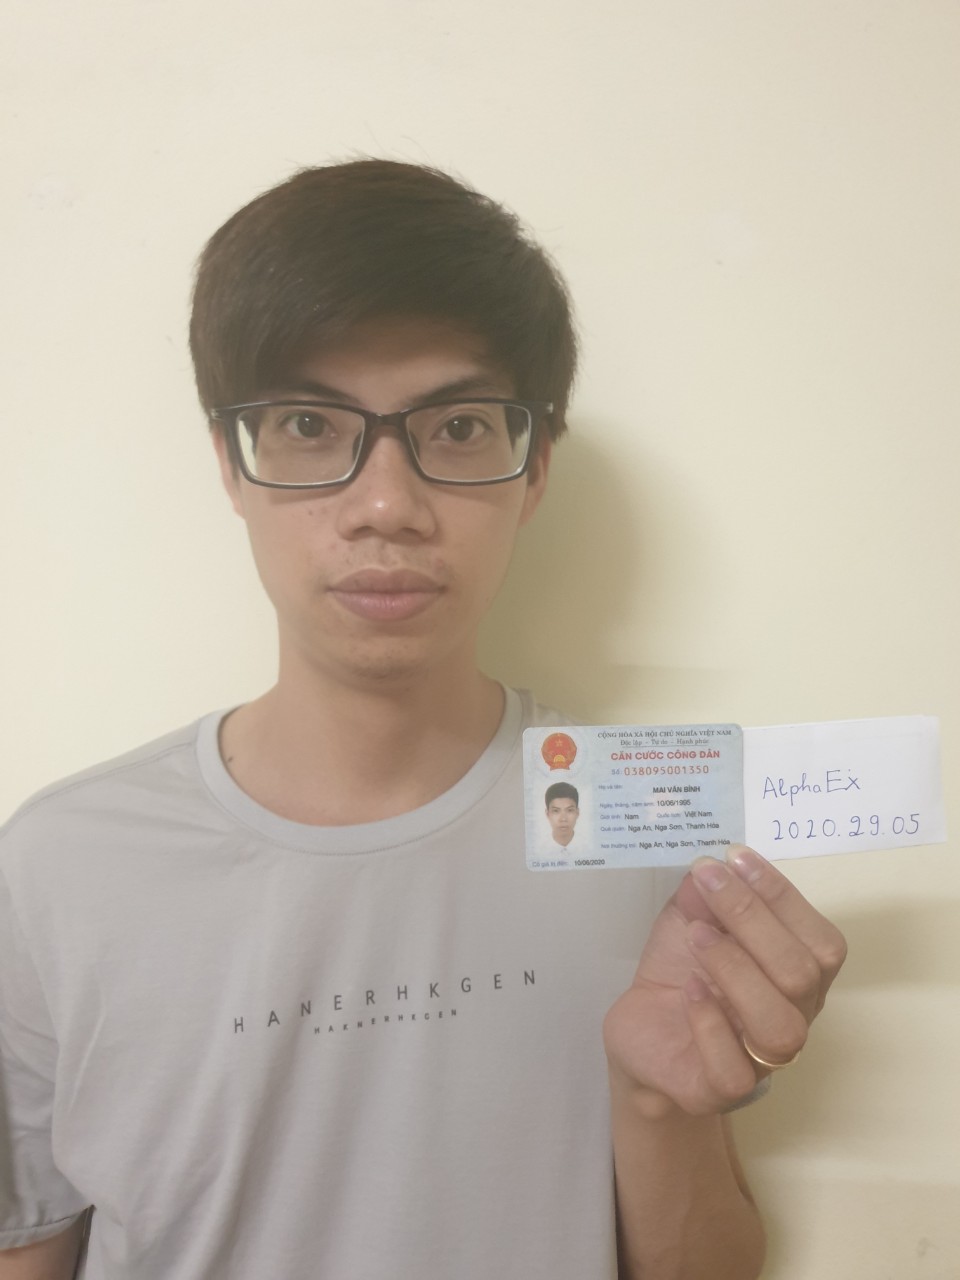 CỘNG HÒA XÃ HỘI CHỦ NGHĨA VIỆT NAM
Độc lập - Tự do - Hạnh phúc
CĂN CƯỚC CÔNG DÂN
Số: 038095001350
Họ và tên: MAI VĂN BÌNH
Ngày, tháng, năm sinh: 10/06/1995
Giới tính: Nam Quốc tịch: Việt Nam
Quê quán: Nga An, Nga Sơn, Thanh Hóa
Nơi thường trú: Nga An, Nga Sơn, Thanh Hóa
Có giá trị đến: 10/06/2020
AlphaEx
2020.29.05
HANERHKGEN
HAKNERHKGEN